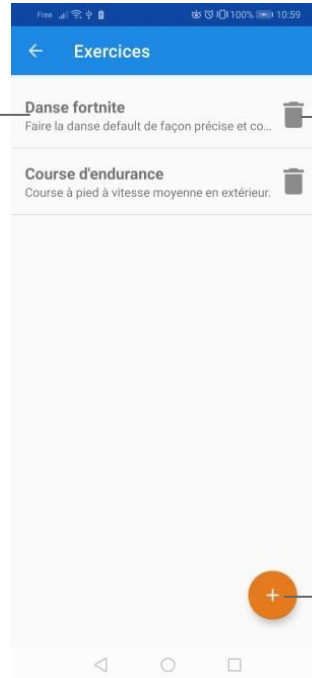 Free 100% 10:59
Exercices
Danse fortnite
Faire la danse default de façon précise et co...
Course d'endurance
Course à pied à vitesse moyenne en extérieur.